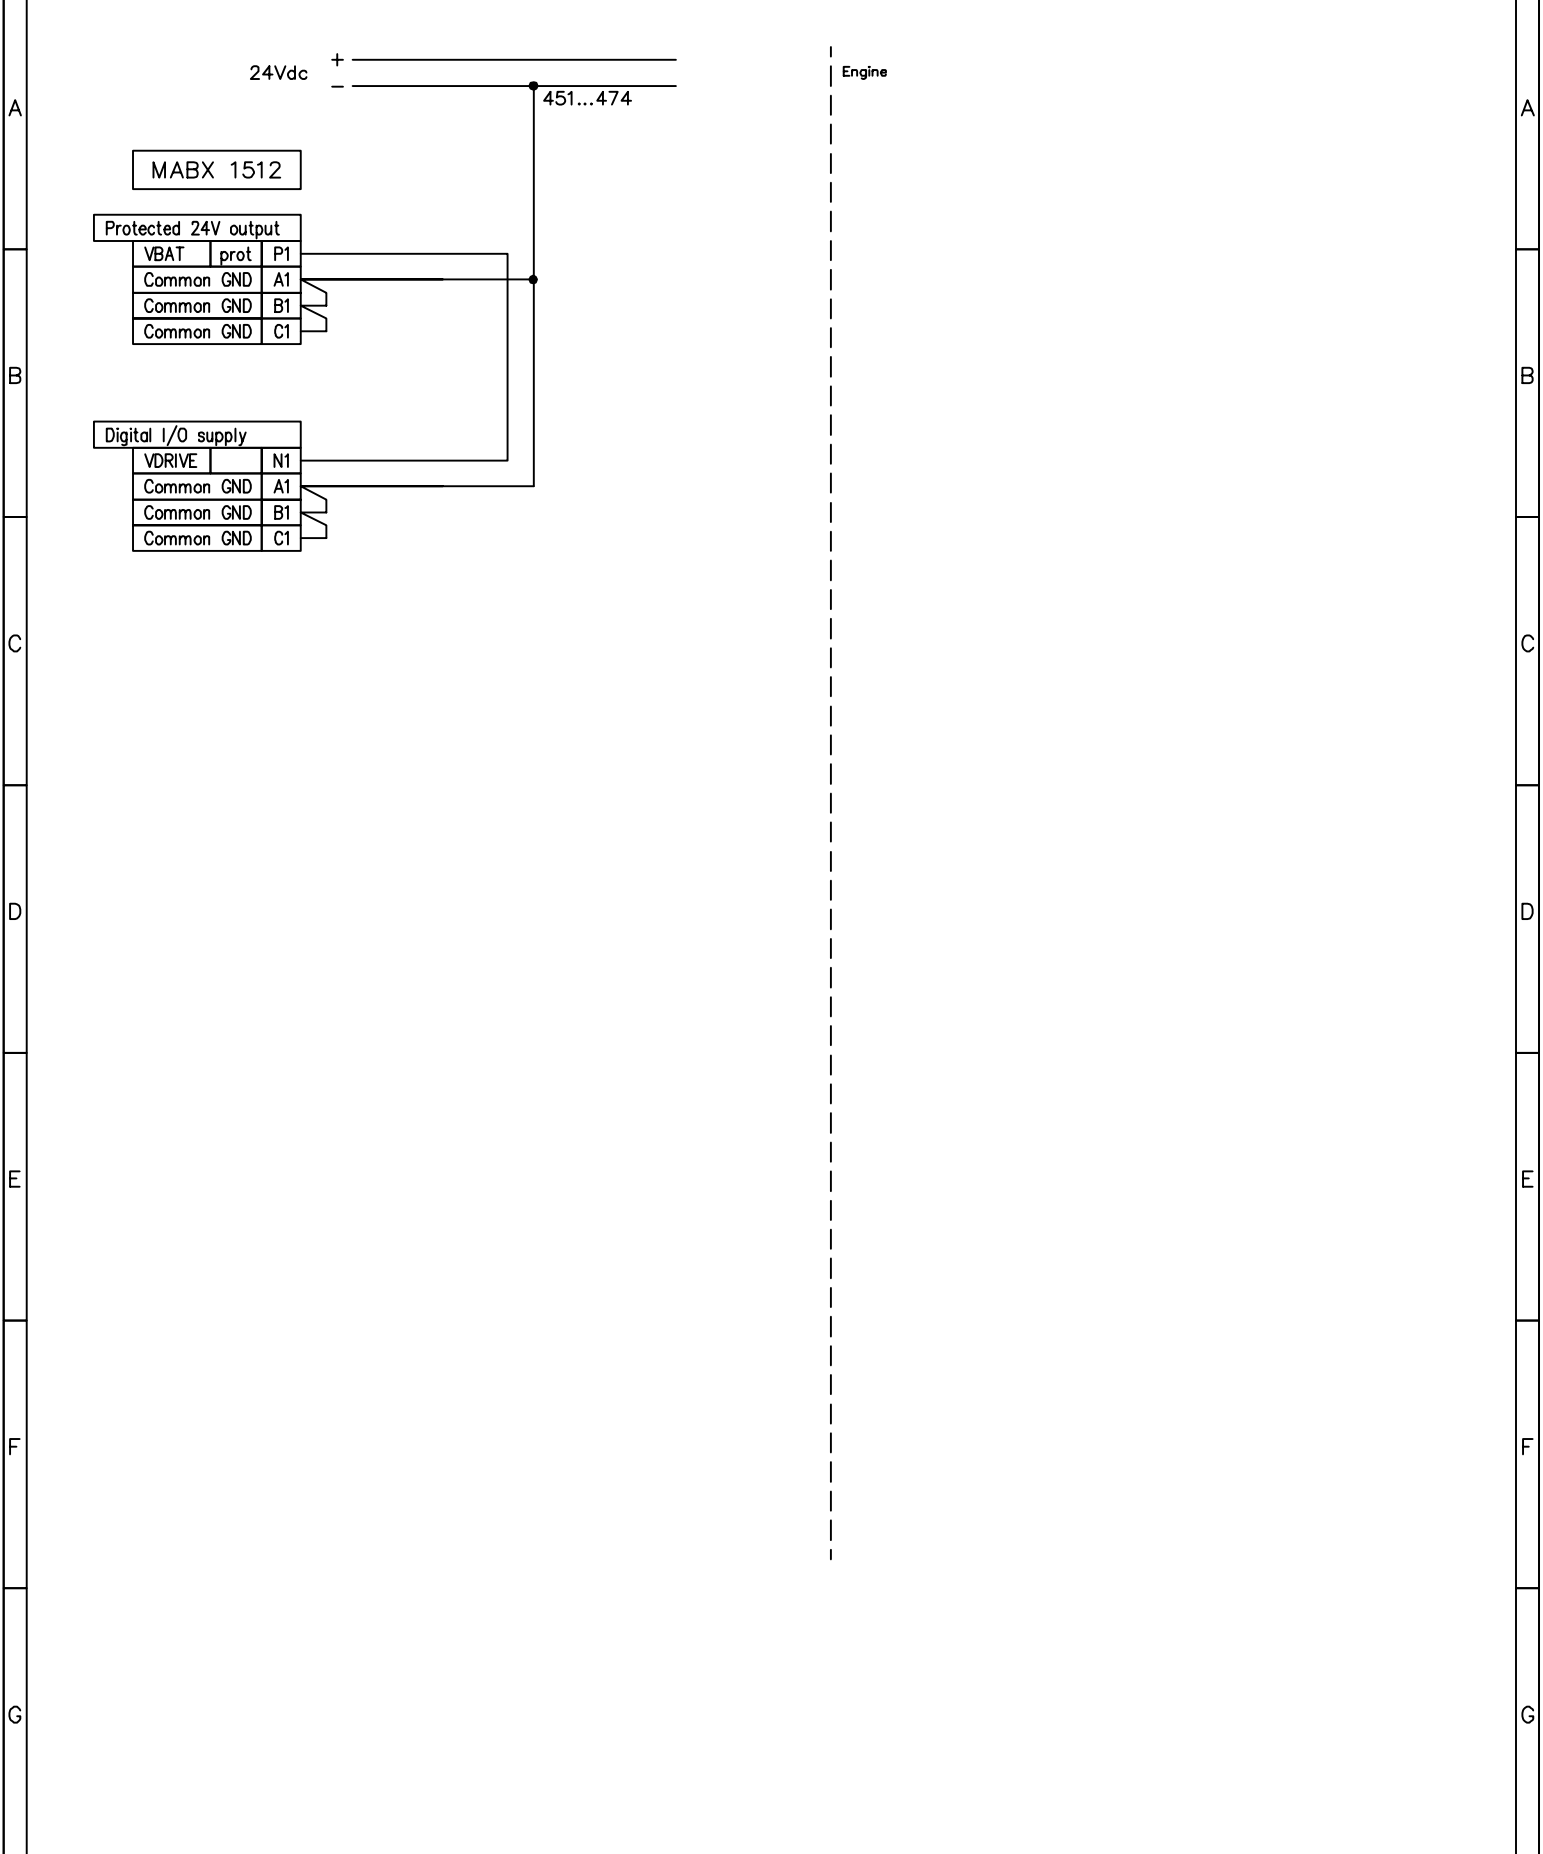 +
24Vdc
−
Engine
451...474
A A
MABX 1512
Protected 24V output
VBAT prot P1
Common GND A1
Common GND B1
Common GND C1
B B
Digital I/O supply
VDRIVE N1
Common GND A1
Common GND B1
Common GND C1
C C
D D
E E
F F
G G